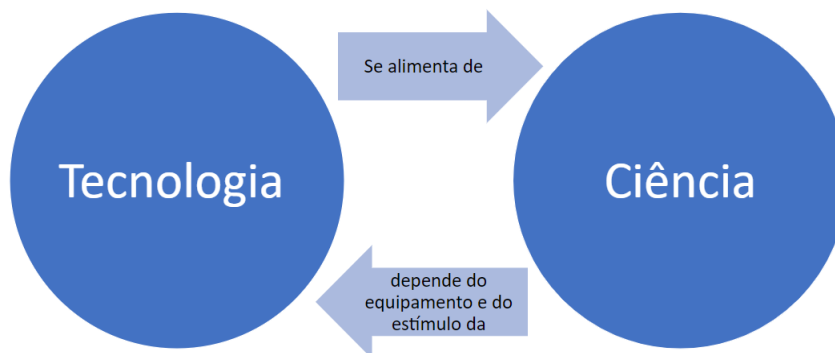 Se alimenta de
Tecnologia
Ciência
depende do
equipamento e do
estímulo da